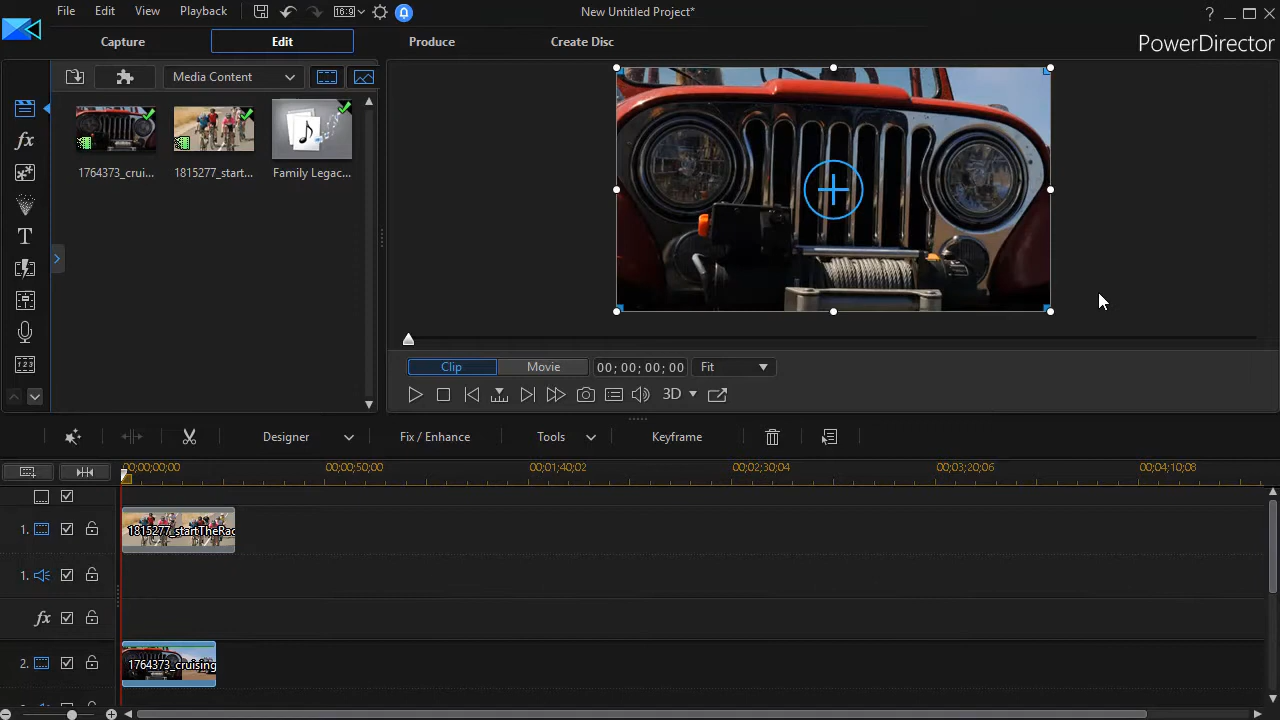 File Edit View Playback 16:9 New Untitled Project* ?
Capture Edit Produce Create Disc PowerDirector
Media Content
fx
1764373_crui... 1815277_start... Family Legac...
T
Clip Movie 00; 00; 00; 00 Fit
3D
Designer Fix / Enhance Tools Keyframe
00;00;00;00 00;00;50;00 00;01;40;02 00;02;30;04 00;03;20;06 00;04;10;08
1. 1815277_startTheRac
1.
fx
2. 1764373_cruising